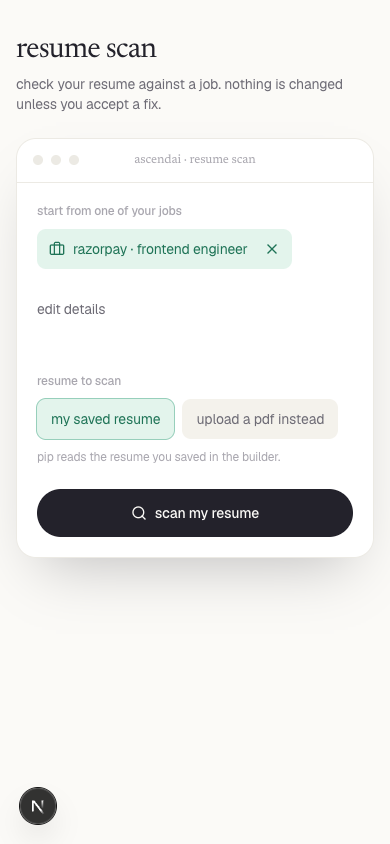 resume scan
check your resume against a job. nothing is changed
unless you accept a fix.
ascendai · resume scan
start from one of your jobs
razorpay · frontend engineer
edit details
resume to scan
my saved resume
upload a pdf instead
pip reads the resume you saved in the builder.
scan my resume
N